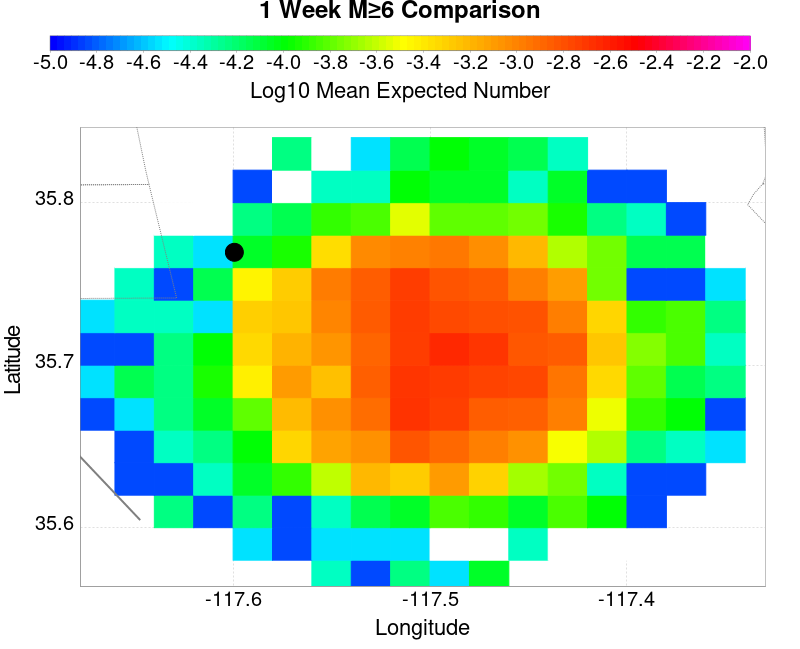 1 Week M≥6 Comparison
-5.0 -4.8 -4.6 -4.4 -4.2 -4.0 -3.8 -3.6 -3.4 -3.2 -3.0 -2.8 -2.6 -2.4 -2.2 -2.0
Log10 Mean Expected Number
35.8
35.7
35.6
Latitude
-117.6 -117.5 -117.4
Longitude